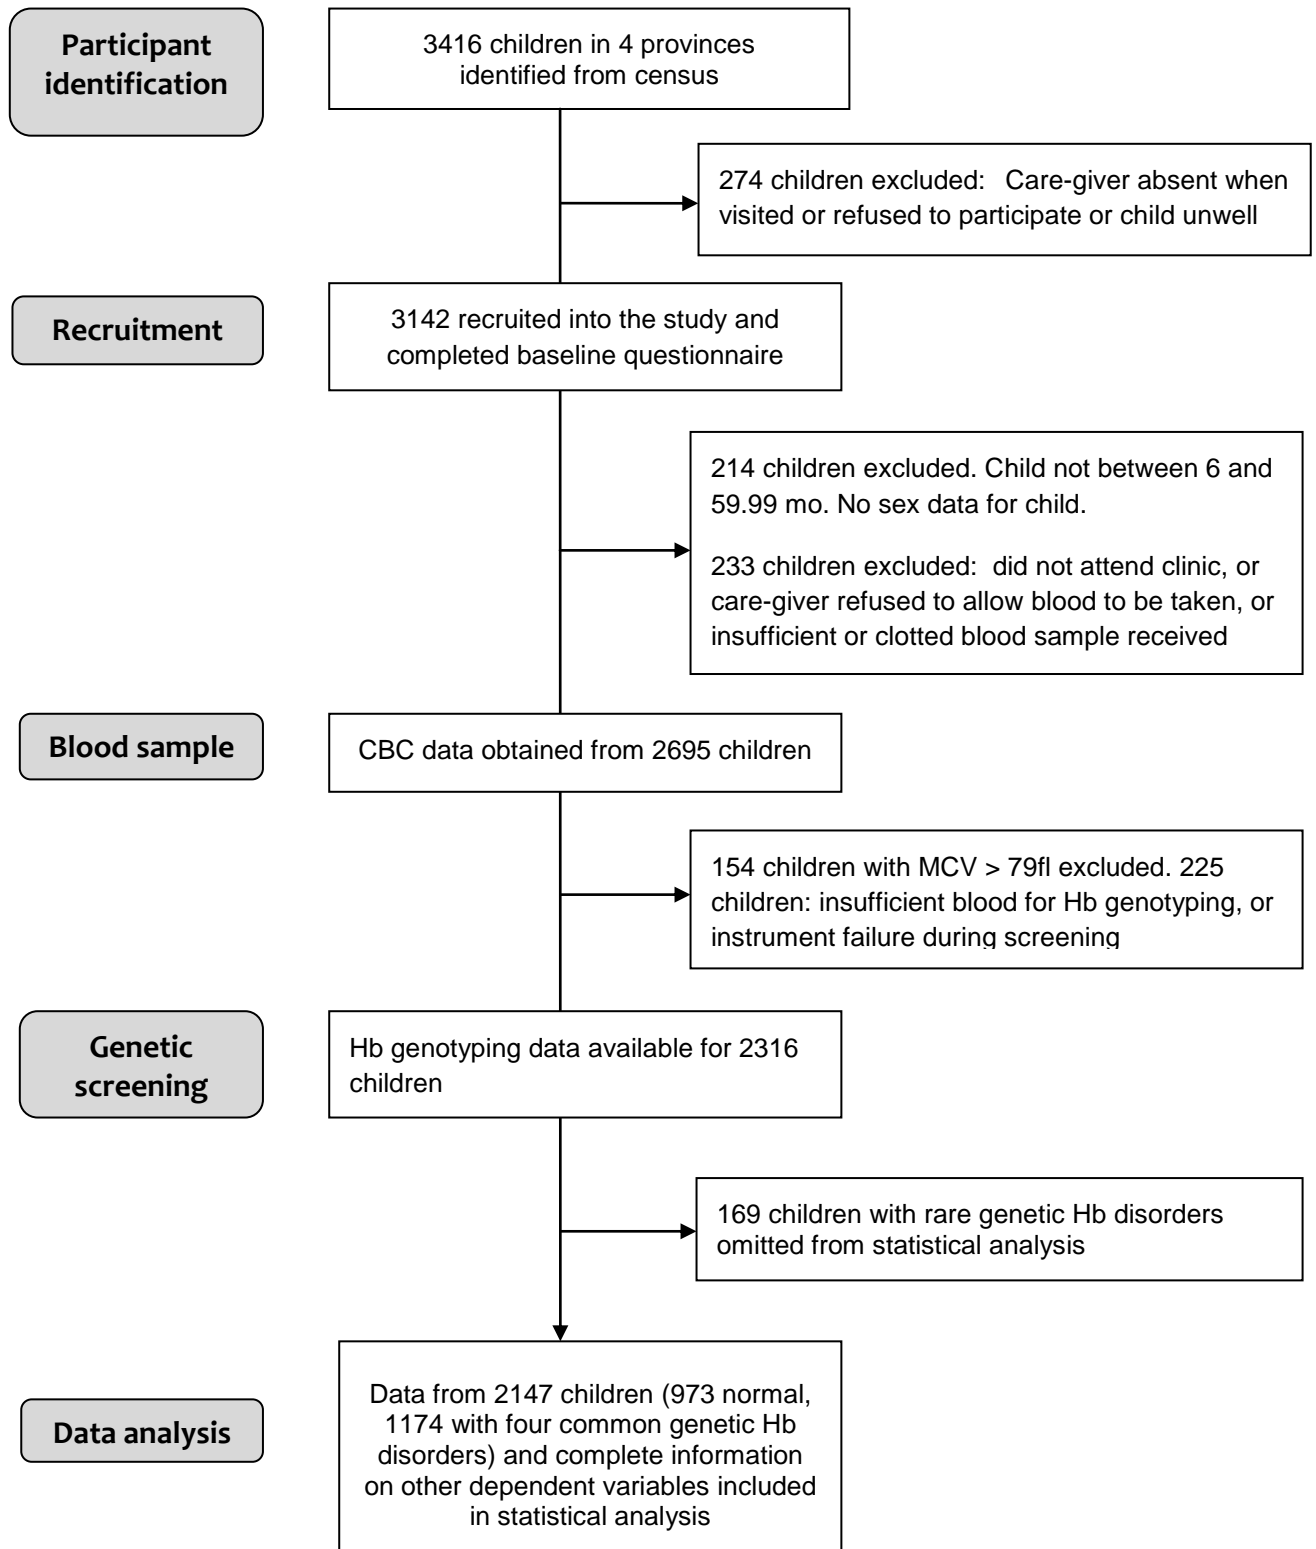 Participant
identification
3416 children in 4 provinces
identified from census
274 children excluded: Care-giver absent when
visited or refused to participate or child unwell
Recruitment
3142 recruited into the study and
completed baseline questionnaire
214 children excluded. Child not between 6 and
59.99 mo. No sex data for child.
233 children excluded: did not attend clinic, or
care-giver refused to allow blood to be taken, or
insufficient or clotted blood sample received
Blood sample
CBC data obtained from 2695 children
154 children with MCV > 79fl excluded. 225
children: insufficient blood for Hb genotyping, or
instrument failure during screening
Genetic
screening
Hb genotyping data available for 2316
children
169 children with rare genetic Hb disorders
omitted from statistical analysis
Data analysis
Data from 2147 children (973 normal,
1174 with four common genetic Hb
disorders) and complete information
on other dependent variables included
in statistical analysis